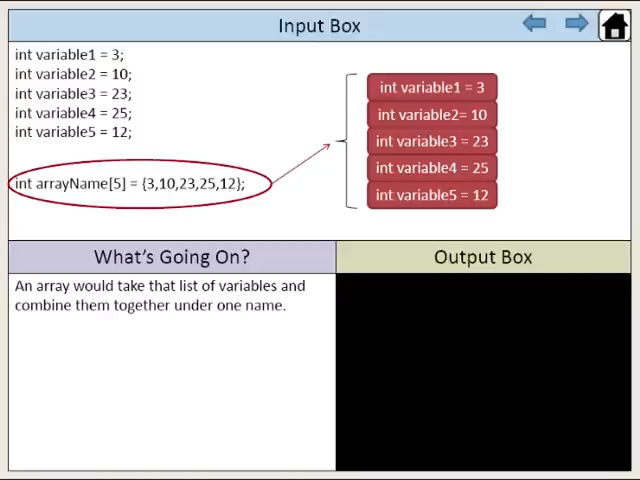 Input Box
int variable1 = 3;
int variable2 = 10;
int variable3 = 23;
int variable4 = 25;
int variable5 = 12;
int arrayName[5] = {3,10,23,25,12};
int variable1 = 3
int variable2= 10
int variable3 = 23
int variable4 = 25
int variable5 = 12
What's Going On?
An array would take that list of variables and
combine them together under one name.
Output Box